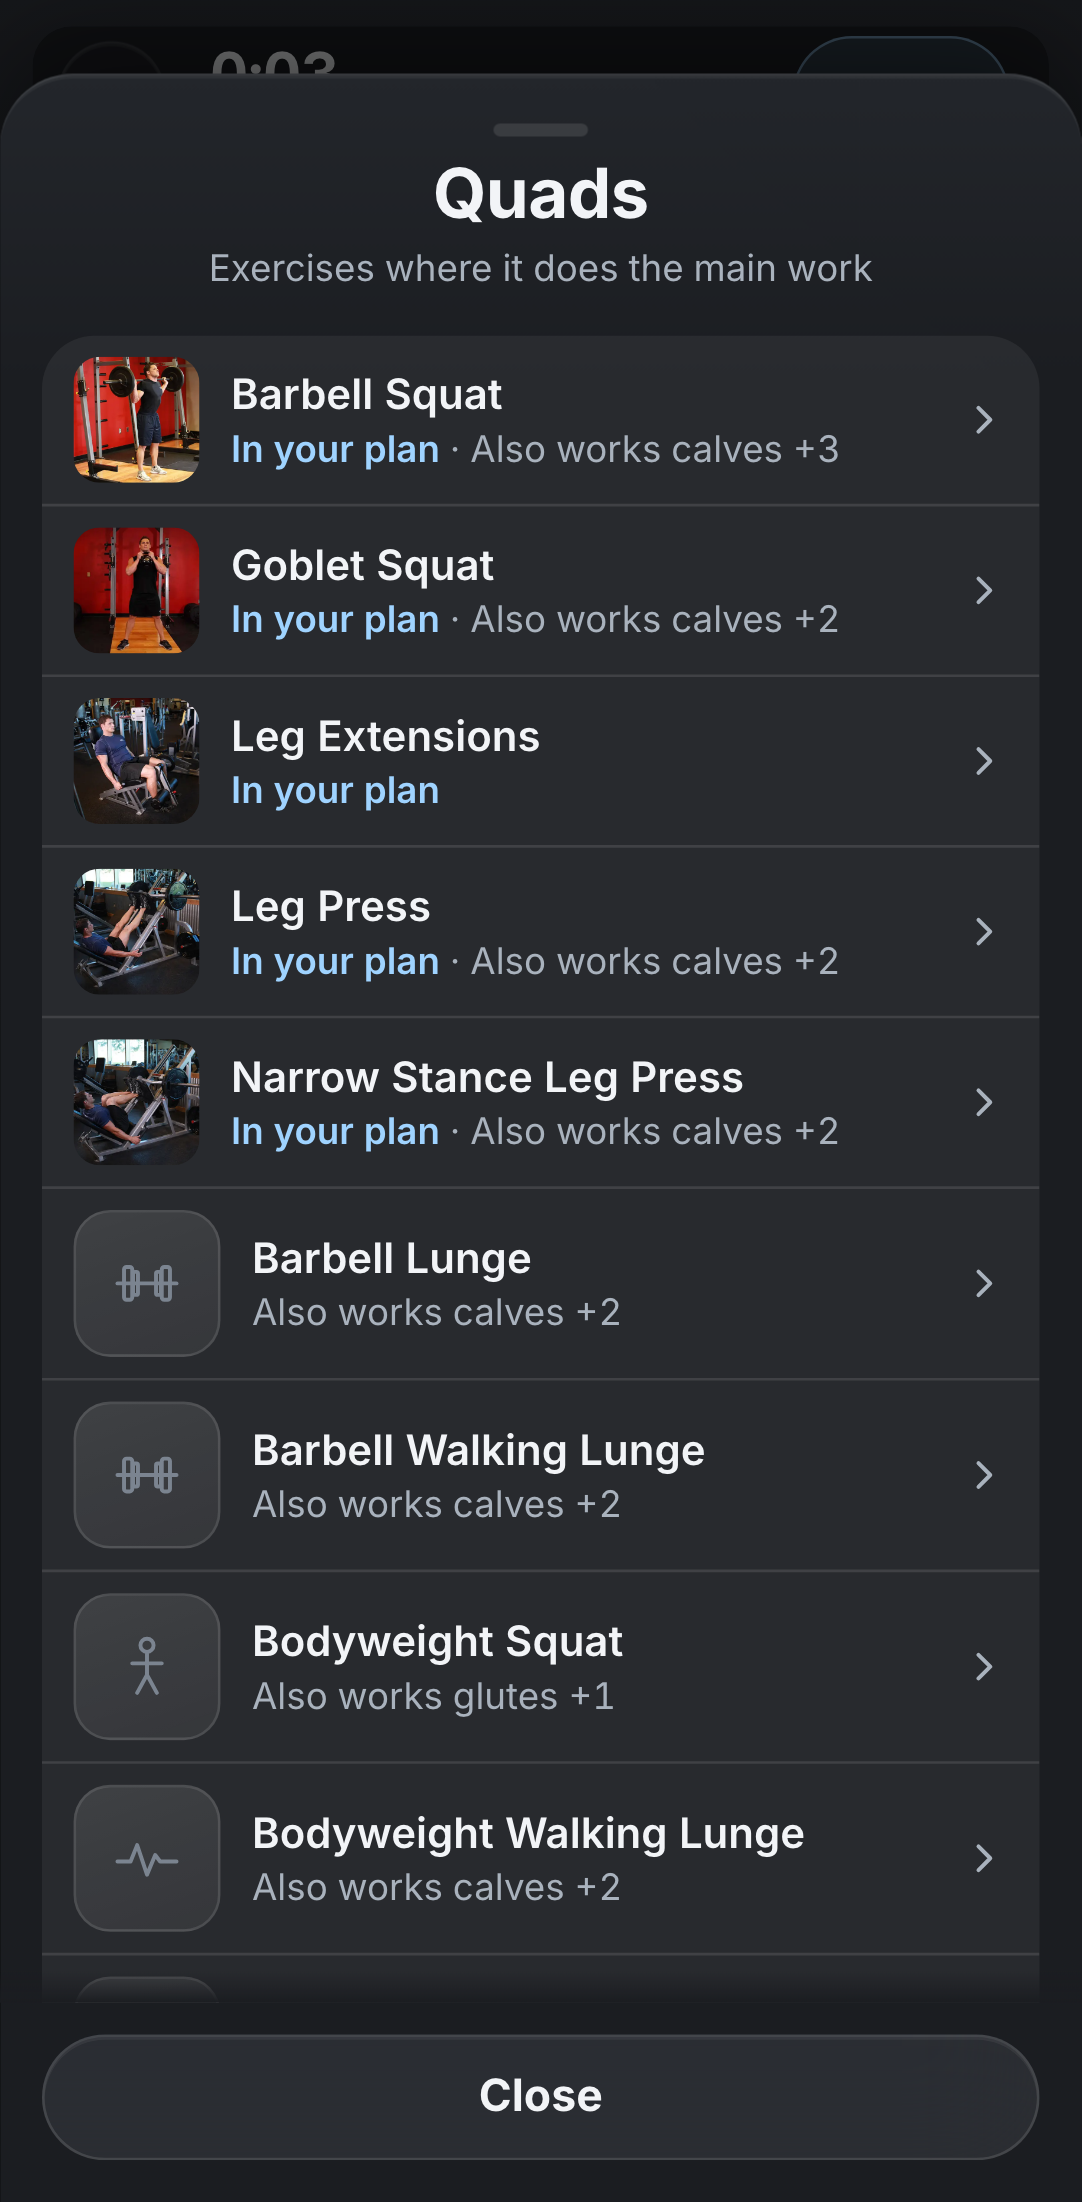 0:03
Quads
Exercises where it does the main work
Barbell Squat
In your plan · Also works calves +3
Goblet Squat
In your plan · Also works calves +2
Leg Extensions
In your plan
Leg Press
In your plan · Also works calves +2
Narrow Stance Leg Press
In your plan · Also works calves +2
Barbell Lunge
Also works calves +2
Barbell Walking Lunge
Also works calves +2
Bodyweight Squat
Also works glutes +1
Bodyweight Walking Lunge
Also works calves +2
Close